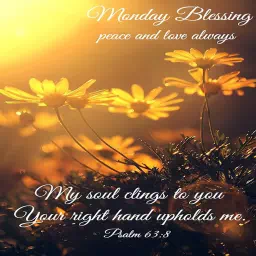 Monday Blessing
peace and love always
My soul clings to you
Your right hand upholds me.
Psalm 63:8